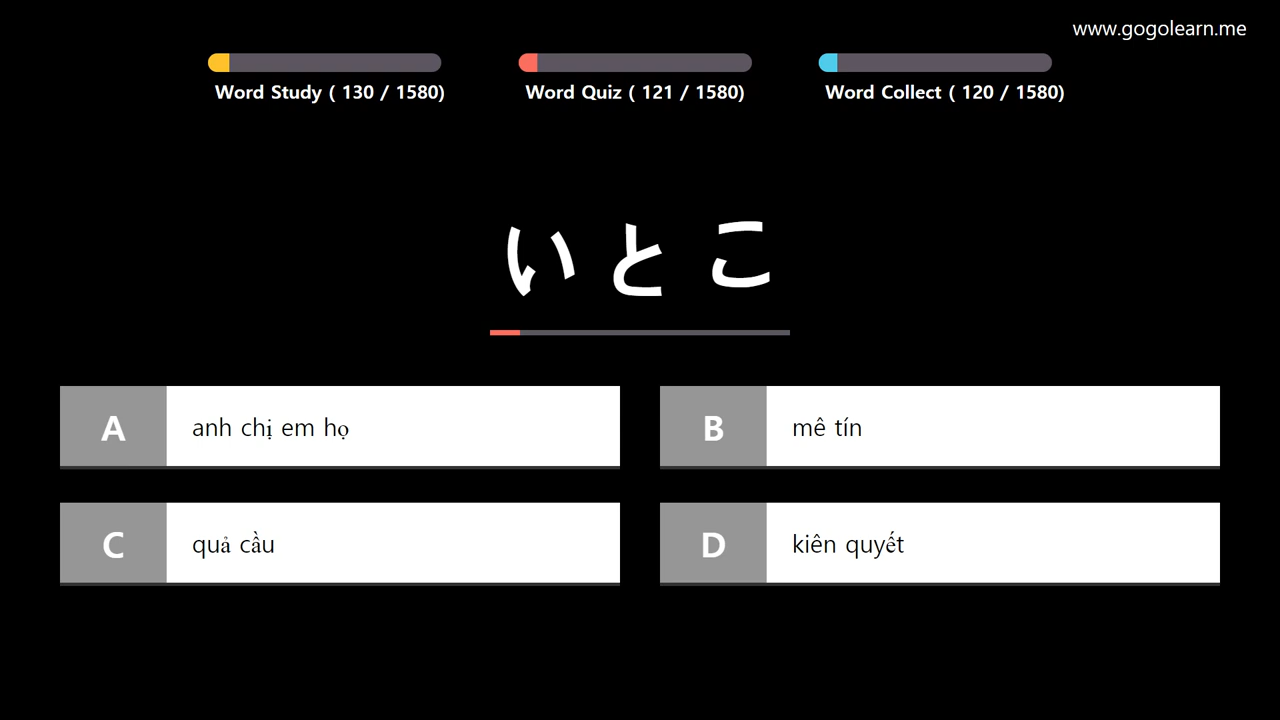 www.gogolearn.me
Word Study ( 130 / 1580)
Word Quiz ( 121 / 1580)
Word Collect ( 120 / 1580)
いとこ
A anh chị em họ
B mê tín
C quả cầu
D kiên quyết